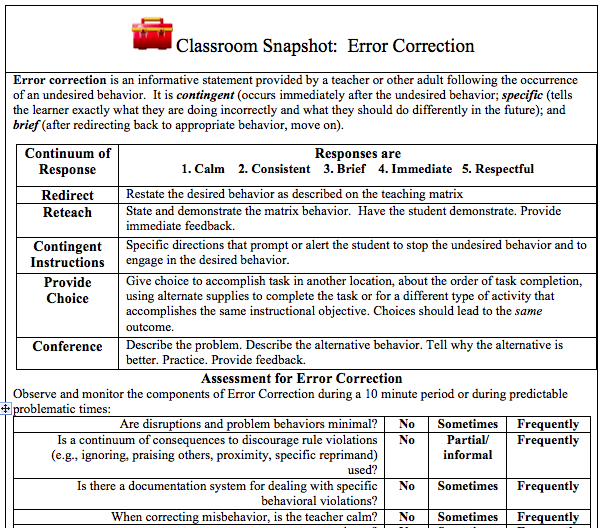 Classroom Snapshot:  Error Correction
Error correction is an informative statement provided by a teacher or other adult following the occurrence
of an undesired behavior.  It is contingent (occurs immediately after the undesired behavior; specific (tells
the learner exactly what they are doing incorrectly and what they should do differently in the future); and
brief (after redirecting back to appropriate behavior, move on).
Continuum of
Response
Responses are
1. Calm    2. Consistent   3. Brief   4. Immediate   5. Respectful
Redirect
Restate the desired behavior as described on the teaching matrix
Reteach
State and demonstrate the matrix behavior.  Have the student demonstrate. Provide
immediate feedback.
Contingent
Instructions
Specific directions that prompt or alert the student to stop the undesired behavior and to
engage in the desired behavior.
Provide
Choice
Give choice to accomplish task in another location, about the order of task completion,
using alternate supplies to complete the task or for a different type of activity that
accomplishes the same instructional objective. Choices should lead to the same
outcome.
Conference
Describe the problem. Describe the alternative behavior. Tell why the alternative is
better. Practice. Provide feedback.
Assessment for Error Correction
Observe and monitor the components of Error Correction during a 10 minute period or during predictable
problematic times:
Are disruptions and problem behaviors minimal?  No  Sometimes  Frequently
Is a continuum of consequences to discourage rule violations
(e.g., ignoring, praising others, proximity, specific reprimand)
used?
No  Partial/
informal
Frequently
Is there a documentation system for dealing with specific
behavioral violations?
No  Sometimes  Frequently
When correcting misbehavior, is the teacher calm?  No  Sometimes  Frequently